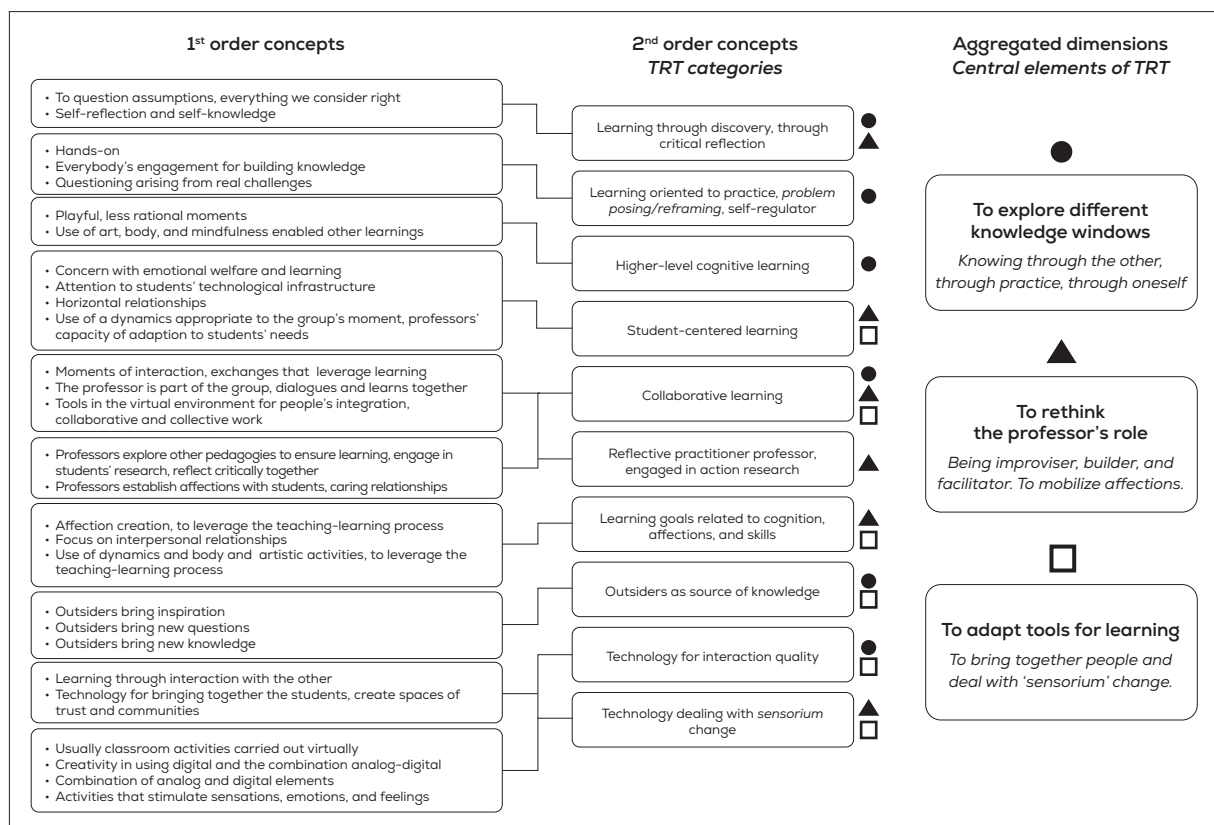 1st order concepts
• To question assumptions, everything we consider right
• Self-reflection and self-knowledge
• Hands-on
• Everybody's engagement for building knowledge
• Questioning arising from real challenges
• Playful, less rational moments
• Use of art, body, and mindfulness enabled other learnings
• Concern with emotional welfare and learning
• Attention to students' technological infrastructure
• Horizontal relationships
• Use of a dynamics appropriate to the group's moment, professors'
capacity of adaption to students' needs
• Moments of interaction, exchanges that leverage learning
• The professor is part of the group, dialogues and learns together
• Tools in the virtual environment for people's integration,
collaborative and collective work
• Professors explore other pedagogies to ensure learning, engage in
students' research, reflect critically together
• Professors establish affections with students, caring relationships
• Affection creation, to leverage the teaching-learning process
• Focus on interpersonal relationships
• Use of dynamics and body and artistic activities, to leverage the
teaching-learning process
• Outsiders bring inspiration
• Outsiders bring new questions
• Outsiders bring new knowledge
• Learning through interaction with the other
• Technology for bringing together the students, create spaces of
trust and communities
• Usually classroom activities carried out virtually
• Creativity in using digital and the combination analog-digital
• Combination of analog and digital elements
• Activities that stimulate sensations, emotions, and feelings
2nd order concepts
TRT categories
Learning through discovery, through
critical reflection
Learning oriented to practice, problem
posing/reframing, self-regulator
Higher-level cognitive learning
Student-centered learning
Collaborative learning
Reflective practitioner professor,
engaged in action research
Learning goals related to cognition,
affections, and skills
Outsiders as source of knowledge
Technology for interaction quality
Technology dealing with sensorium
change
Aggregated dimensions
Central elements of TRT
To explore different
knowledge windows
Knowing through the other,
through practice, through oneself
To rethink
the professor's role
Being improviser, builder, and
facilitator. To mobilize affections.
To adapt tools for learning
To bring together people and
deal with 'sensorium' change.